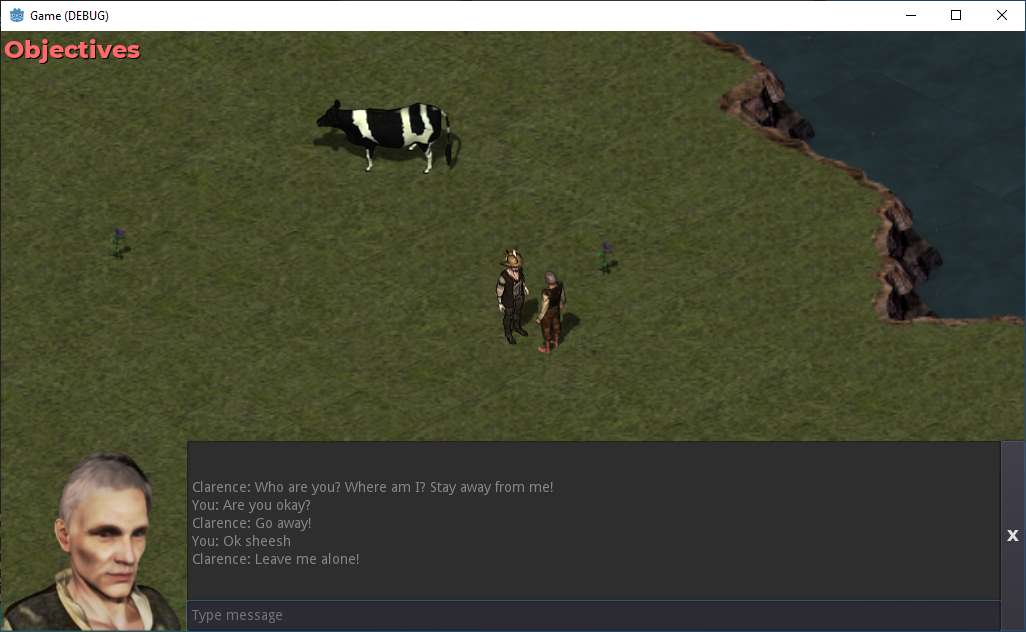 Game (DEBUG)
Objectives
Clarence: Who are you? Where am I? Stay away from me!
You: Are you okay?
Clarence: Go away!
You: Ok sheesh
Clarence: Leave me alone!
X
Type message